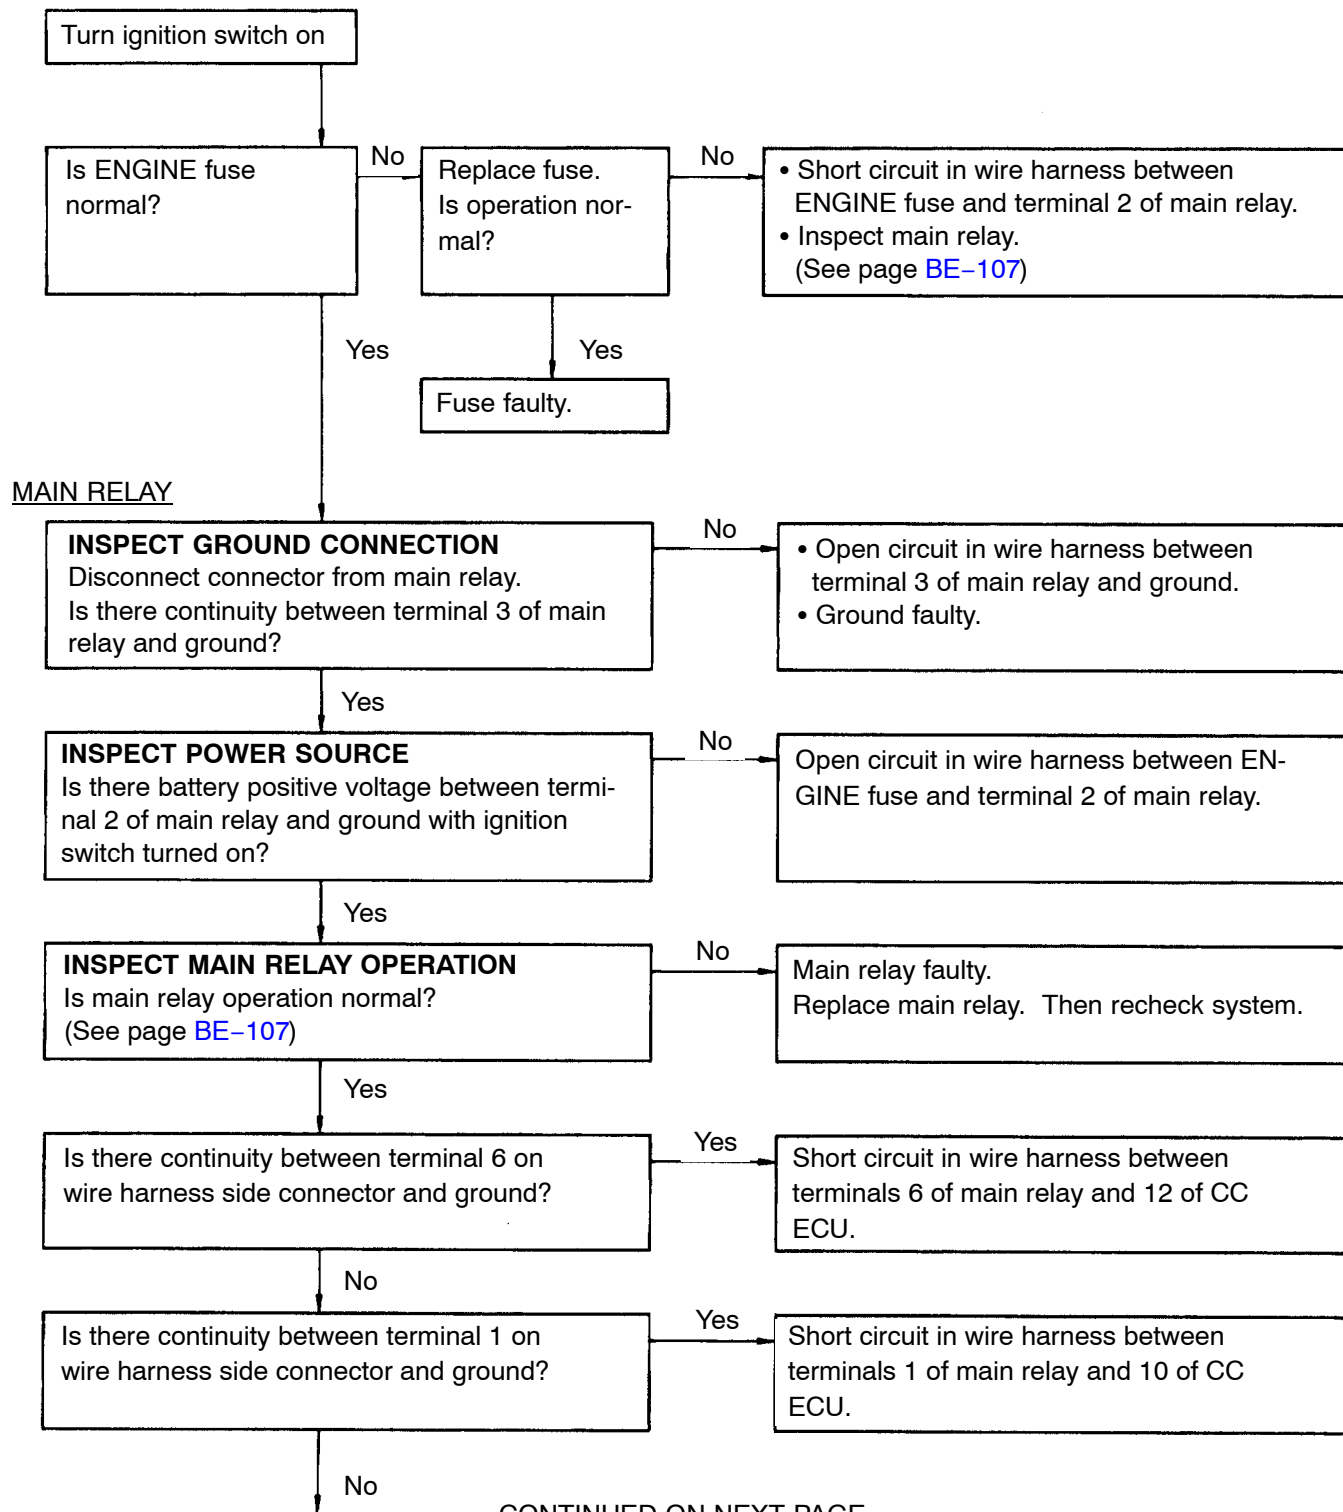 Turn ignition switch on
Is ENGINE fuse
normal?
No
Replace fuse.
Is operation nor-
mal?
No
• Short circuit in wire harness between
ENGINE fuse and terminal 2 of main relay.
• Inspect main relay.
(See page BE−107)
Yes
Yes
Fuse faulty.
MAIN RELAY
INSPECT GROUND CONNECTION
Disconnect connector from main relay.
Is there continuity between terminal 3 of main
relay and ground?
No
• Open circuit in wire harness between
terminal 3 of main relay and ground.
• Ground faulty.
Yes
INSPECT POWER SOURCE
Is there battery positive voltage between termi-
nal 2 of main relay and ground with ignition
switch turned on?
No
Open circuit in wire harness between EN-
GINE fuse and terminal 2 of main relay.
Yes
INSPECT MAIN RELAY OPERATION
Is main relay operation normal?
(See page BE−107)
No
Main relay faulty.
Replace main relay. Then recheck system.
Yes
Is there continuity between terminal 6 on
wire harness side connector and ground?
Yes
Short circuit in wire harness between
terminals 6 of main relay and 12 of CC
ECU.
No
Is there continuity between terminal 1 on
wire harness side connector and ground?
Yes
Short circuit in wire harness between
terminals 1 of main relay and 10 of CC
ECU.
No
CONTINUED ON NEXT PAGE